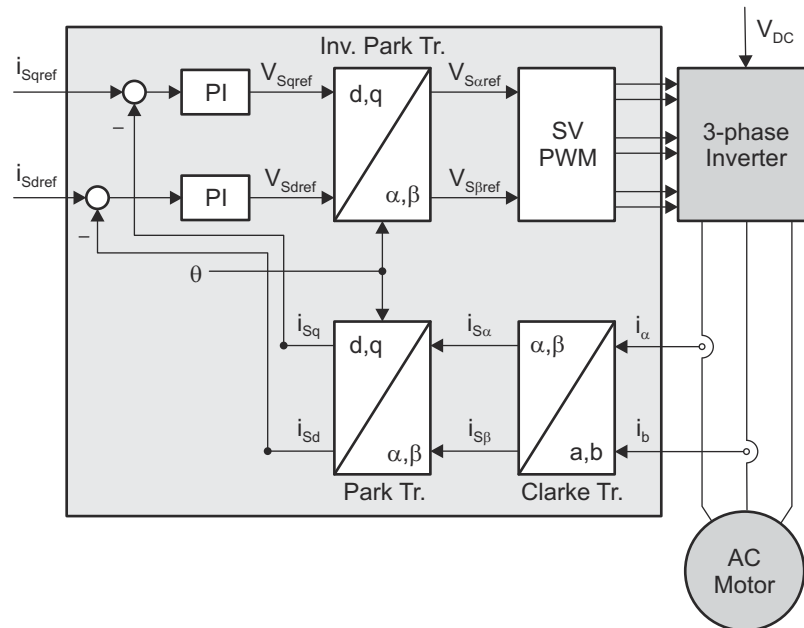 Inv. Park Tr.
V_DC
i_Sqref
PI
V_Sqref
d,q
α,β
V_Sαref
SV
PWM
3-phase
Inverter
−
i_Sdref
PI
V_Sdref
V_Sβref
−
θ
i_Sq
d,q
α,β
i_Sα
α,β
a,b
i_α
i_Sd
i_Sβ
i_b
Park Tr.
Clarke Tr.
AC
Motor